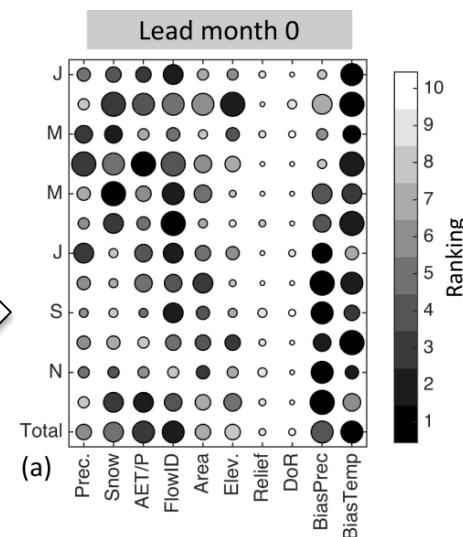 Lead month 0
J
M
M
J
S
N
Total
(a)
Prec.
Snow
AET/P
FlowID
Area
Elev.
Relief
DoR
BiasPrec
BiasTemp
10
9
8
7
6
5
4
3
2
1
Ranking